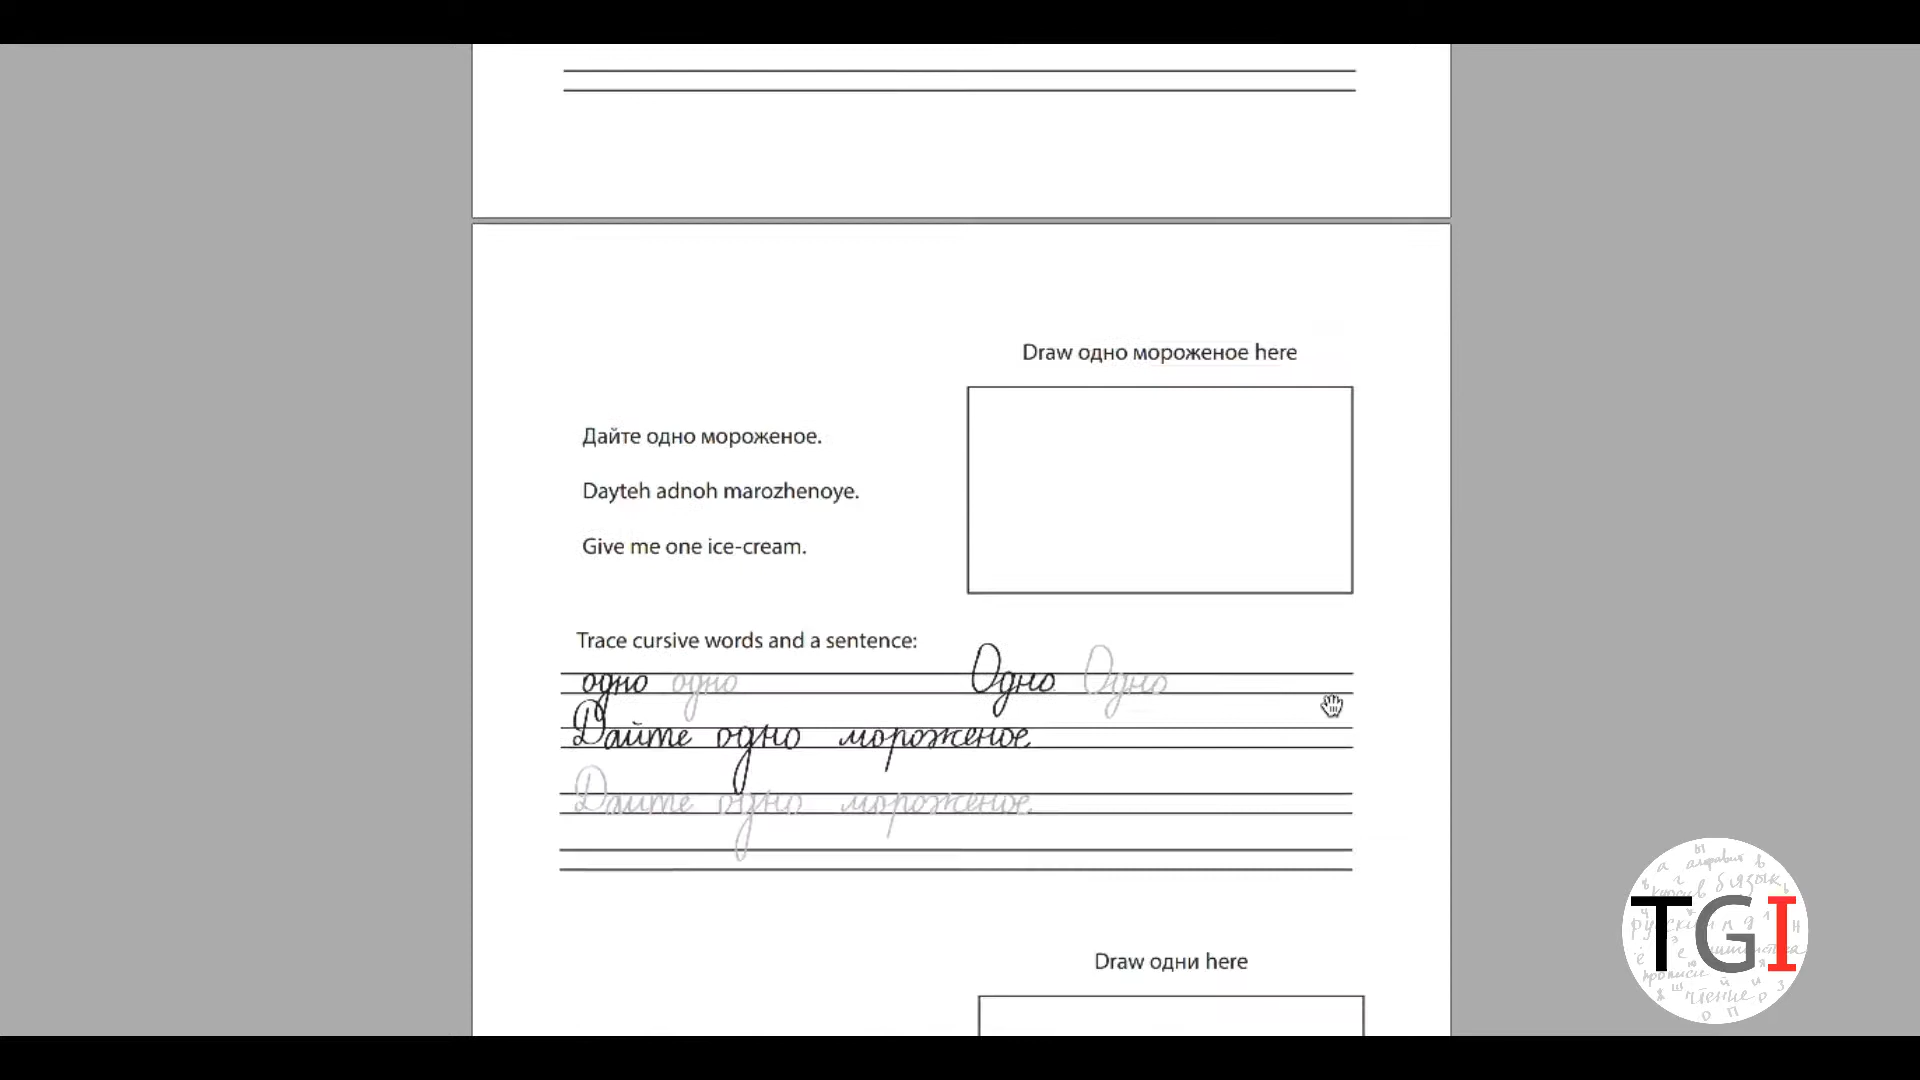 Draw одно мороженое here
Дайте одно мороженое.
Dayteh adnoh marozhenoye.
Give me one ice-cream.
Trace cursive words and a sentence:
одно одно Одно Одно
Дайте одно мороженое.
Дайте одно мороженое.
Draw одни here
TGI